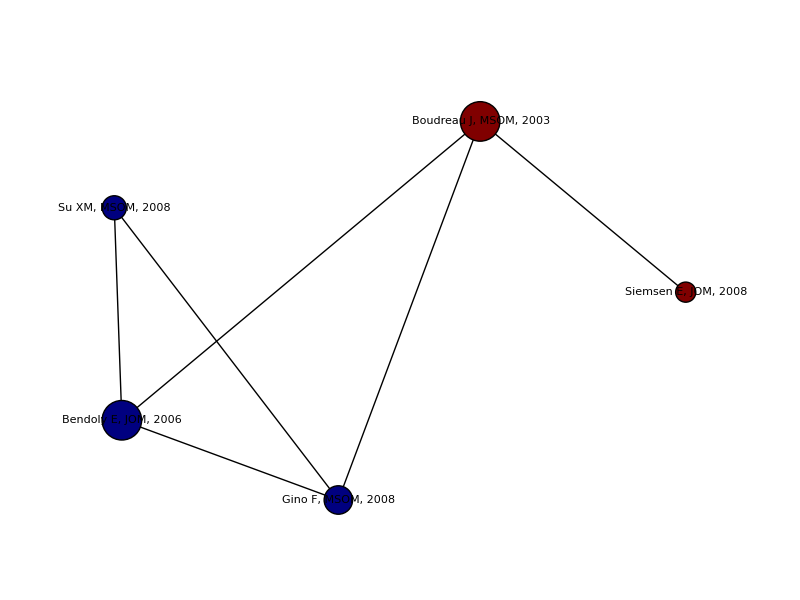 Boudreau J, MSOM, 2003
Su XM, MSOM, 2008
Siemsen E, JOM, 2008
Bendoly E, JOM, 2006
Gino F, MSOM, 2008